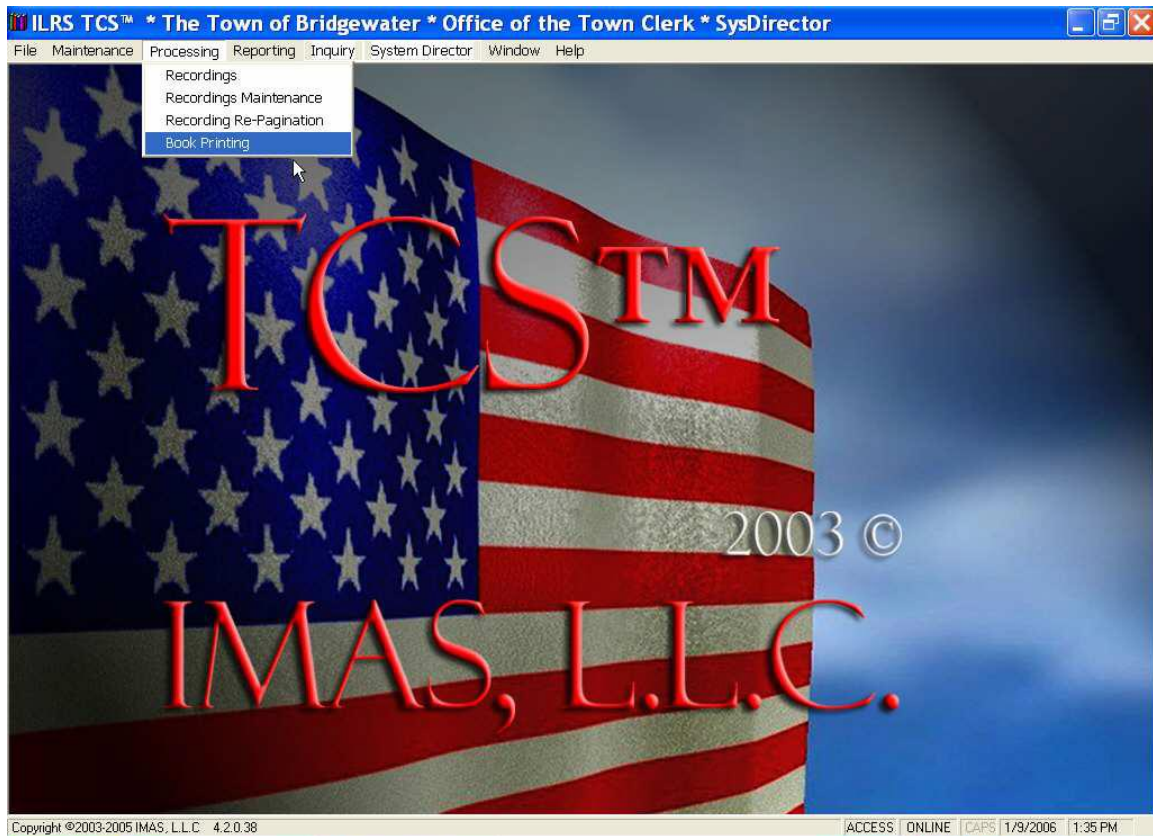 ILRS TCS™ * The Town of Bridgewater * Office of the Town Clerk * SysDirector
File Maintenance Processing Reporting Inquiry System Director Window Help
Recordings
Recordings Maintenance
Recording Re-Pagination
Book Printing
TCS™
2003 ©
IMAS, L.L.C.
Copyright ©2003-2005 IMAS, L.L.C 4.2.0.38 ACCESS ONLINE CAPS 1/9/2006 1:35 PM